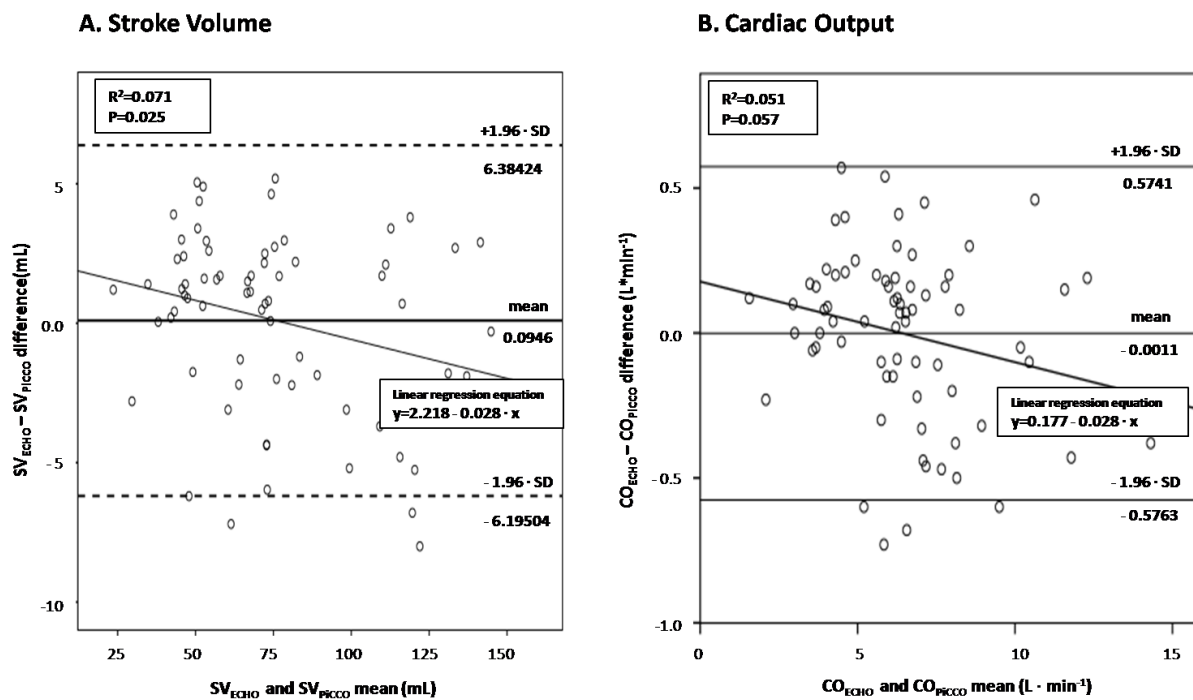 A. Stroke Volume
R²=0.071
P=0.025
+1.96 · SD
6.38424
5
mean
0.0
0.0946
Linear regression equation
y=2.218 - 0.028 · x
-5
- 1.96 · SD
- 6.19504
-10
25 50 75 100 125 150
SV_ECHO and SV_PiCCO mean (mL)
SV_ECHO – SV_PiCCO difference(mL)
B. Cardiac Output
R²=0.051
P=0.057
+1.96 · SD
0.5741
0.5
mean
0.0
- 0.0011
Linear regression equation
y=0.177 - 0.028 · x
-0.5
- 1.96 · SD
- 0.5763
-1.0
0 5 10 15
CO_ECHO and CO_PiCCO mean (L · min⁻¹)
CO_ECHO – CO_PiCCO difference (L*min⁻¹)